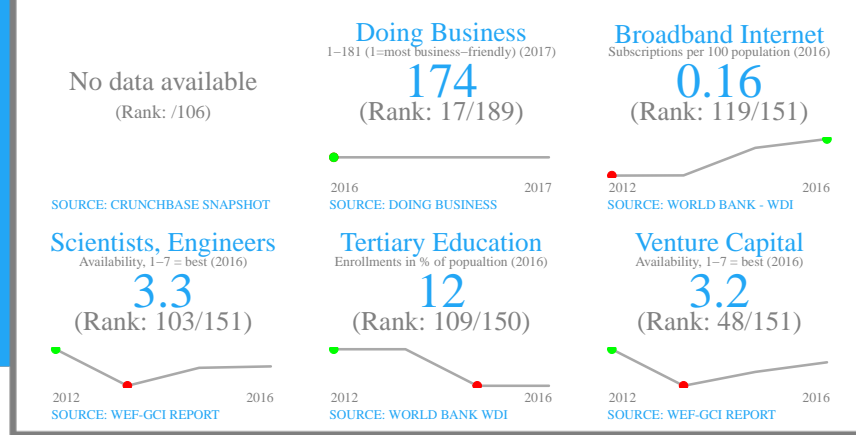 No data available
(Rank: /106)
SOURCE: CRUNCHBASE SNAPSHOT
Doing Business
1−181 (1=most business−friendly) (2017)
174
(Rank: 17/189)
2016 2017
SOURCE: DOING BUSINESS
Broadband Internet
Subscriptions per 100 population (2016)
0.16
(Rank: 119/151)
2012 2016
SOURCE: WORLD BANK - WDI
Scientists, Engineers
Availability, 1−7 = best (2016)
3.3
(Rank: 103/151)
2012 2016
SOURCE: WEF-GCI REPORT
Tertiary Education
Enrollments in % of popualtion (2016)
12
(Rank: 109/150)
2012 2016
SOURCE: WORLD BANK WDI
Venture Capital
Availability, 1−7 = best (2016)
3.2
(Rank: 48/151)
2012 2016
SOURCE: WEF-GCI REPORT